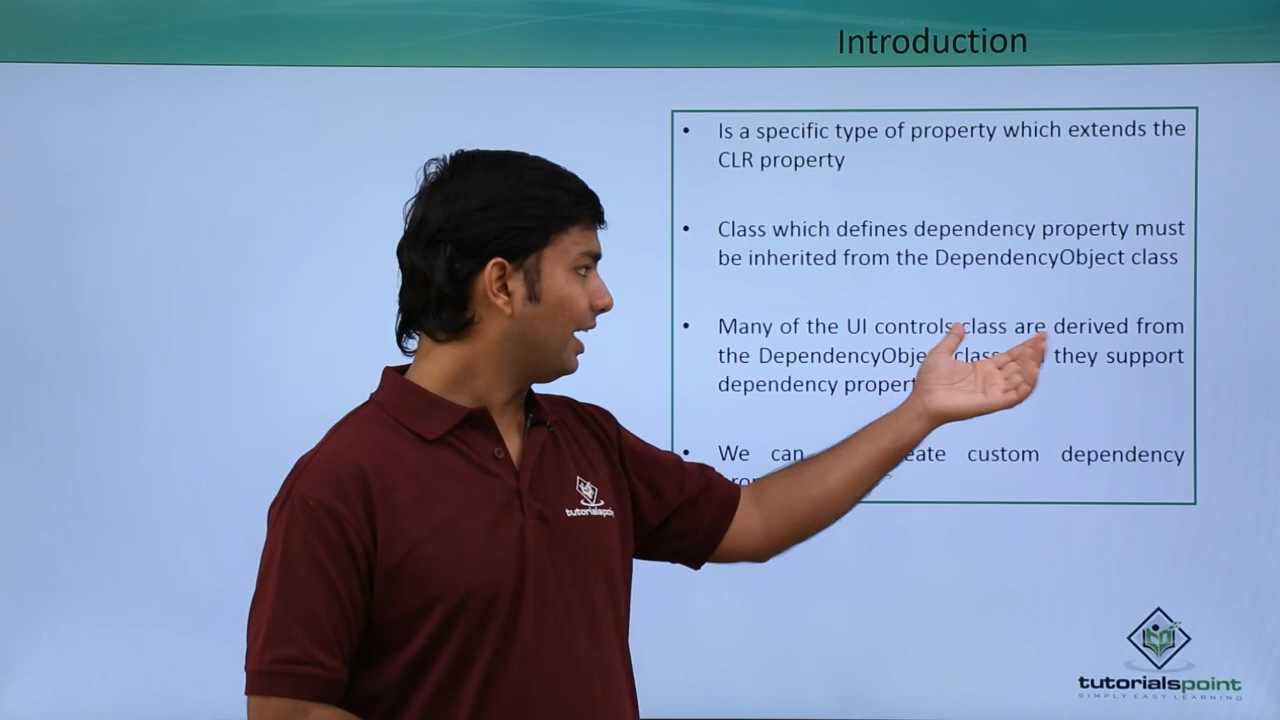 Introduction
• Is a specific type of property which extends the
CLR property
• Class which defines dependency property must
be inherited from the DependencyObject class
• Many of the UI controls class are derived from
the DependencyObje class they support
dependency propert
• We can eate custom dependency
tutorialspoi
tutorialspoint
SIMPLY EASY LEARNING